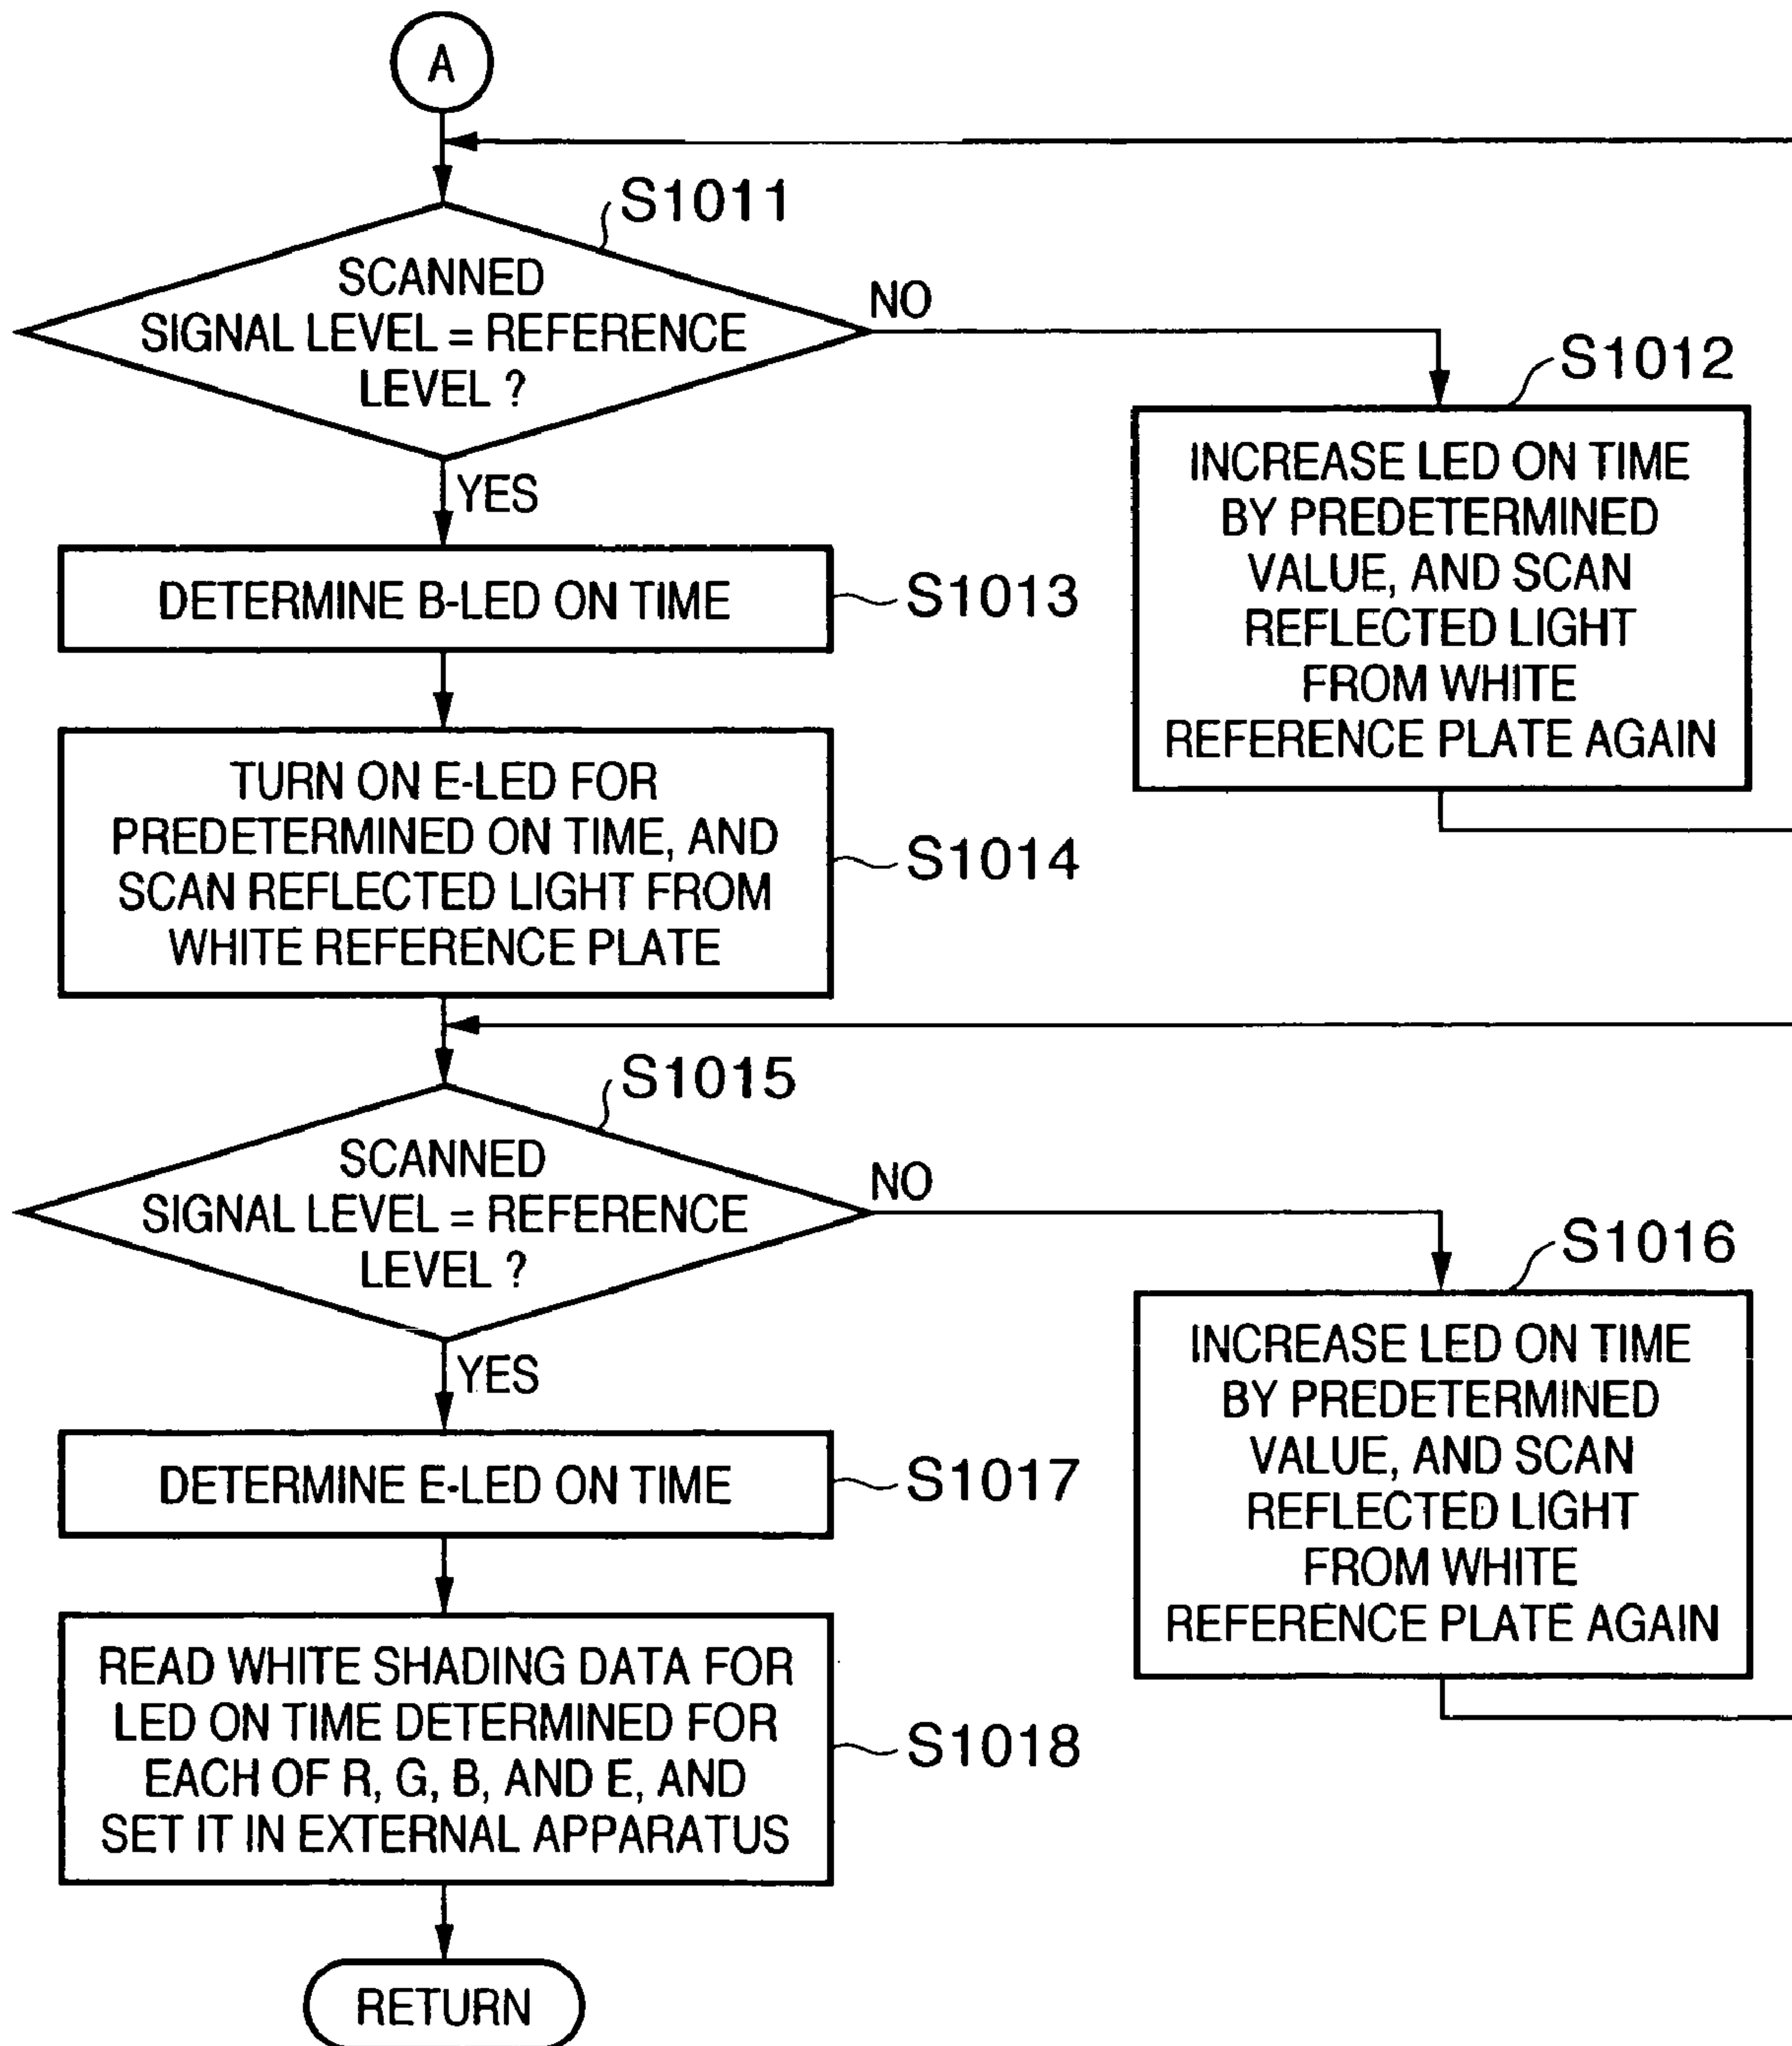 A
S1011
SCANNED
SIGNAL LEVEL = REFERENCE
LEVEL ?
NO
YES
S1012
INCREASE LED ON TIME
BY PREDETERMINED
VALUE, AND SCAN
REFLECTED LIGHT
FROM WHITE
REFERENCE PLATE AGAIN
DETERMINE B-LED ON TIME
S1013
TURN ON E-LED FOR
PREDETERMINED ON TIME, AND
SCAN REFLECTED LIGHT FROM
WHITE REFERENCE PLATE
S1014
S1015
SCANNED
SIGNAL LEVEL = REFERENCE
LEVEL ?
NO
YES
S1016
INCREASE LED ON TIME
BY PREDETERMINED
VALUE, AND SCAN
REFLECTED LIGHT
FROM WHITE
REFERENCE PLATE AGAIN
DETERMINE E-LED ON TIME
S1017
READ WHITE SHADING DATA FOR
LED ON TIME DETERMINED FOR
EACH OF R, G, B, AND E, AND
SET IT IN EXTERNAL APPARATUS
S1018
RETURN